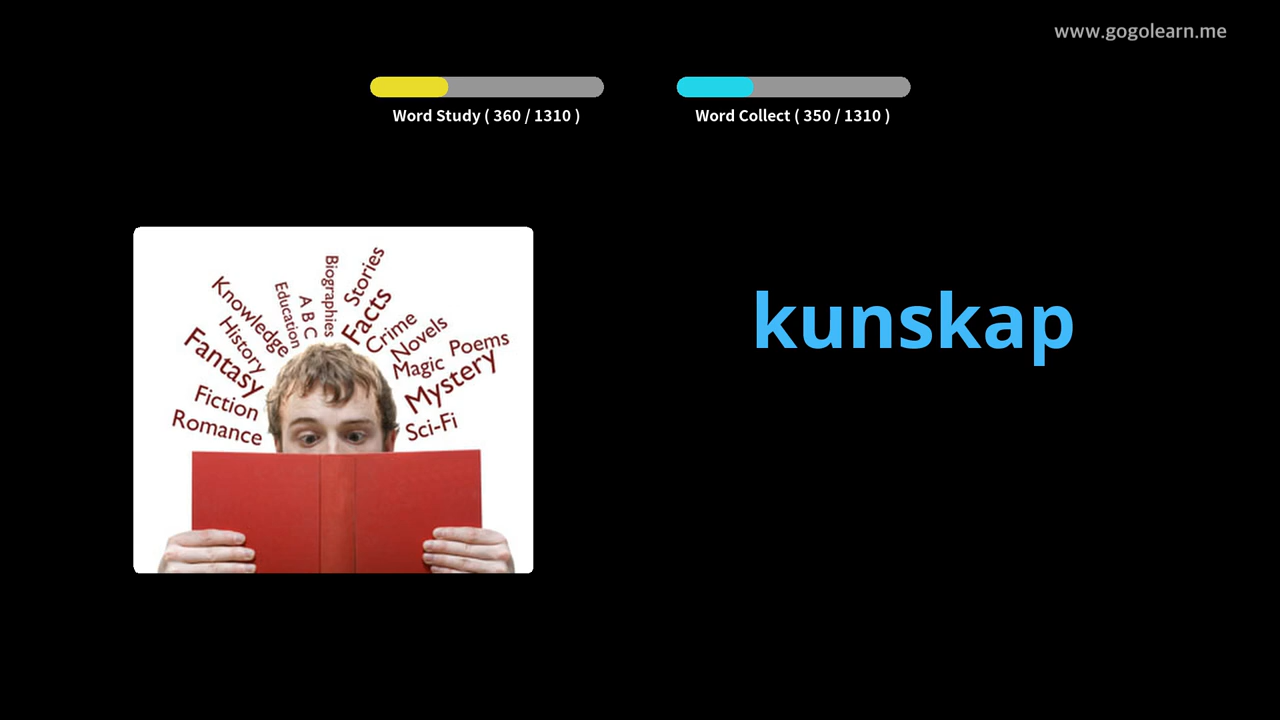 www.gogolearn.me
Word Study ( 360 / 1310 )
Word Collect ( 350 / 1310 )
kunskap
Knowledge
Education
A B C
Biographies
Stories
Facts
History
Crime
Novels
Fantasy
Magic
Poems
Mystery
Fiction
Romance
Sci-Fi